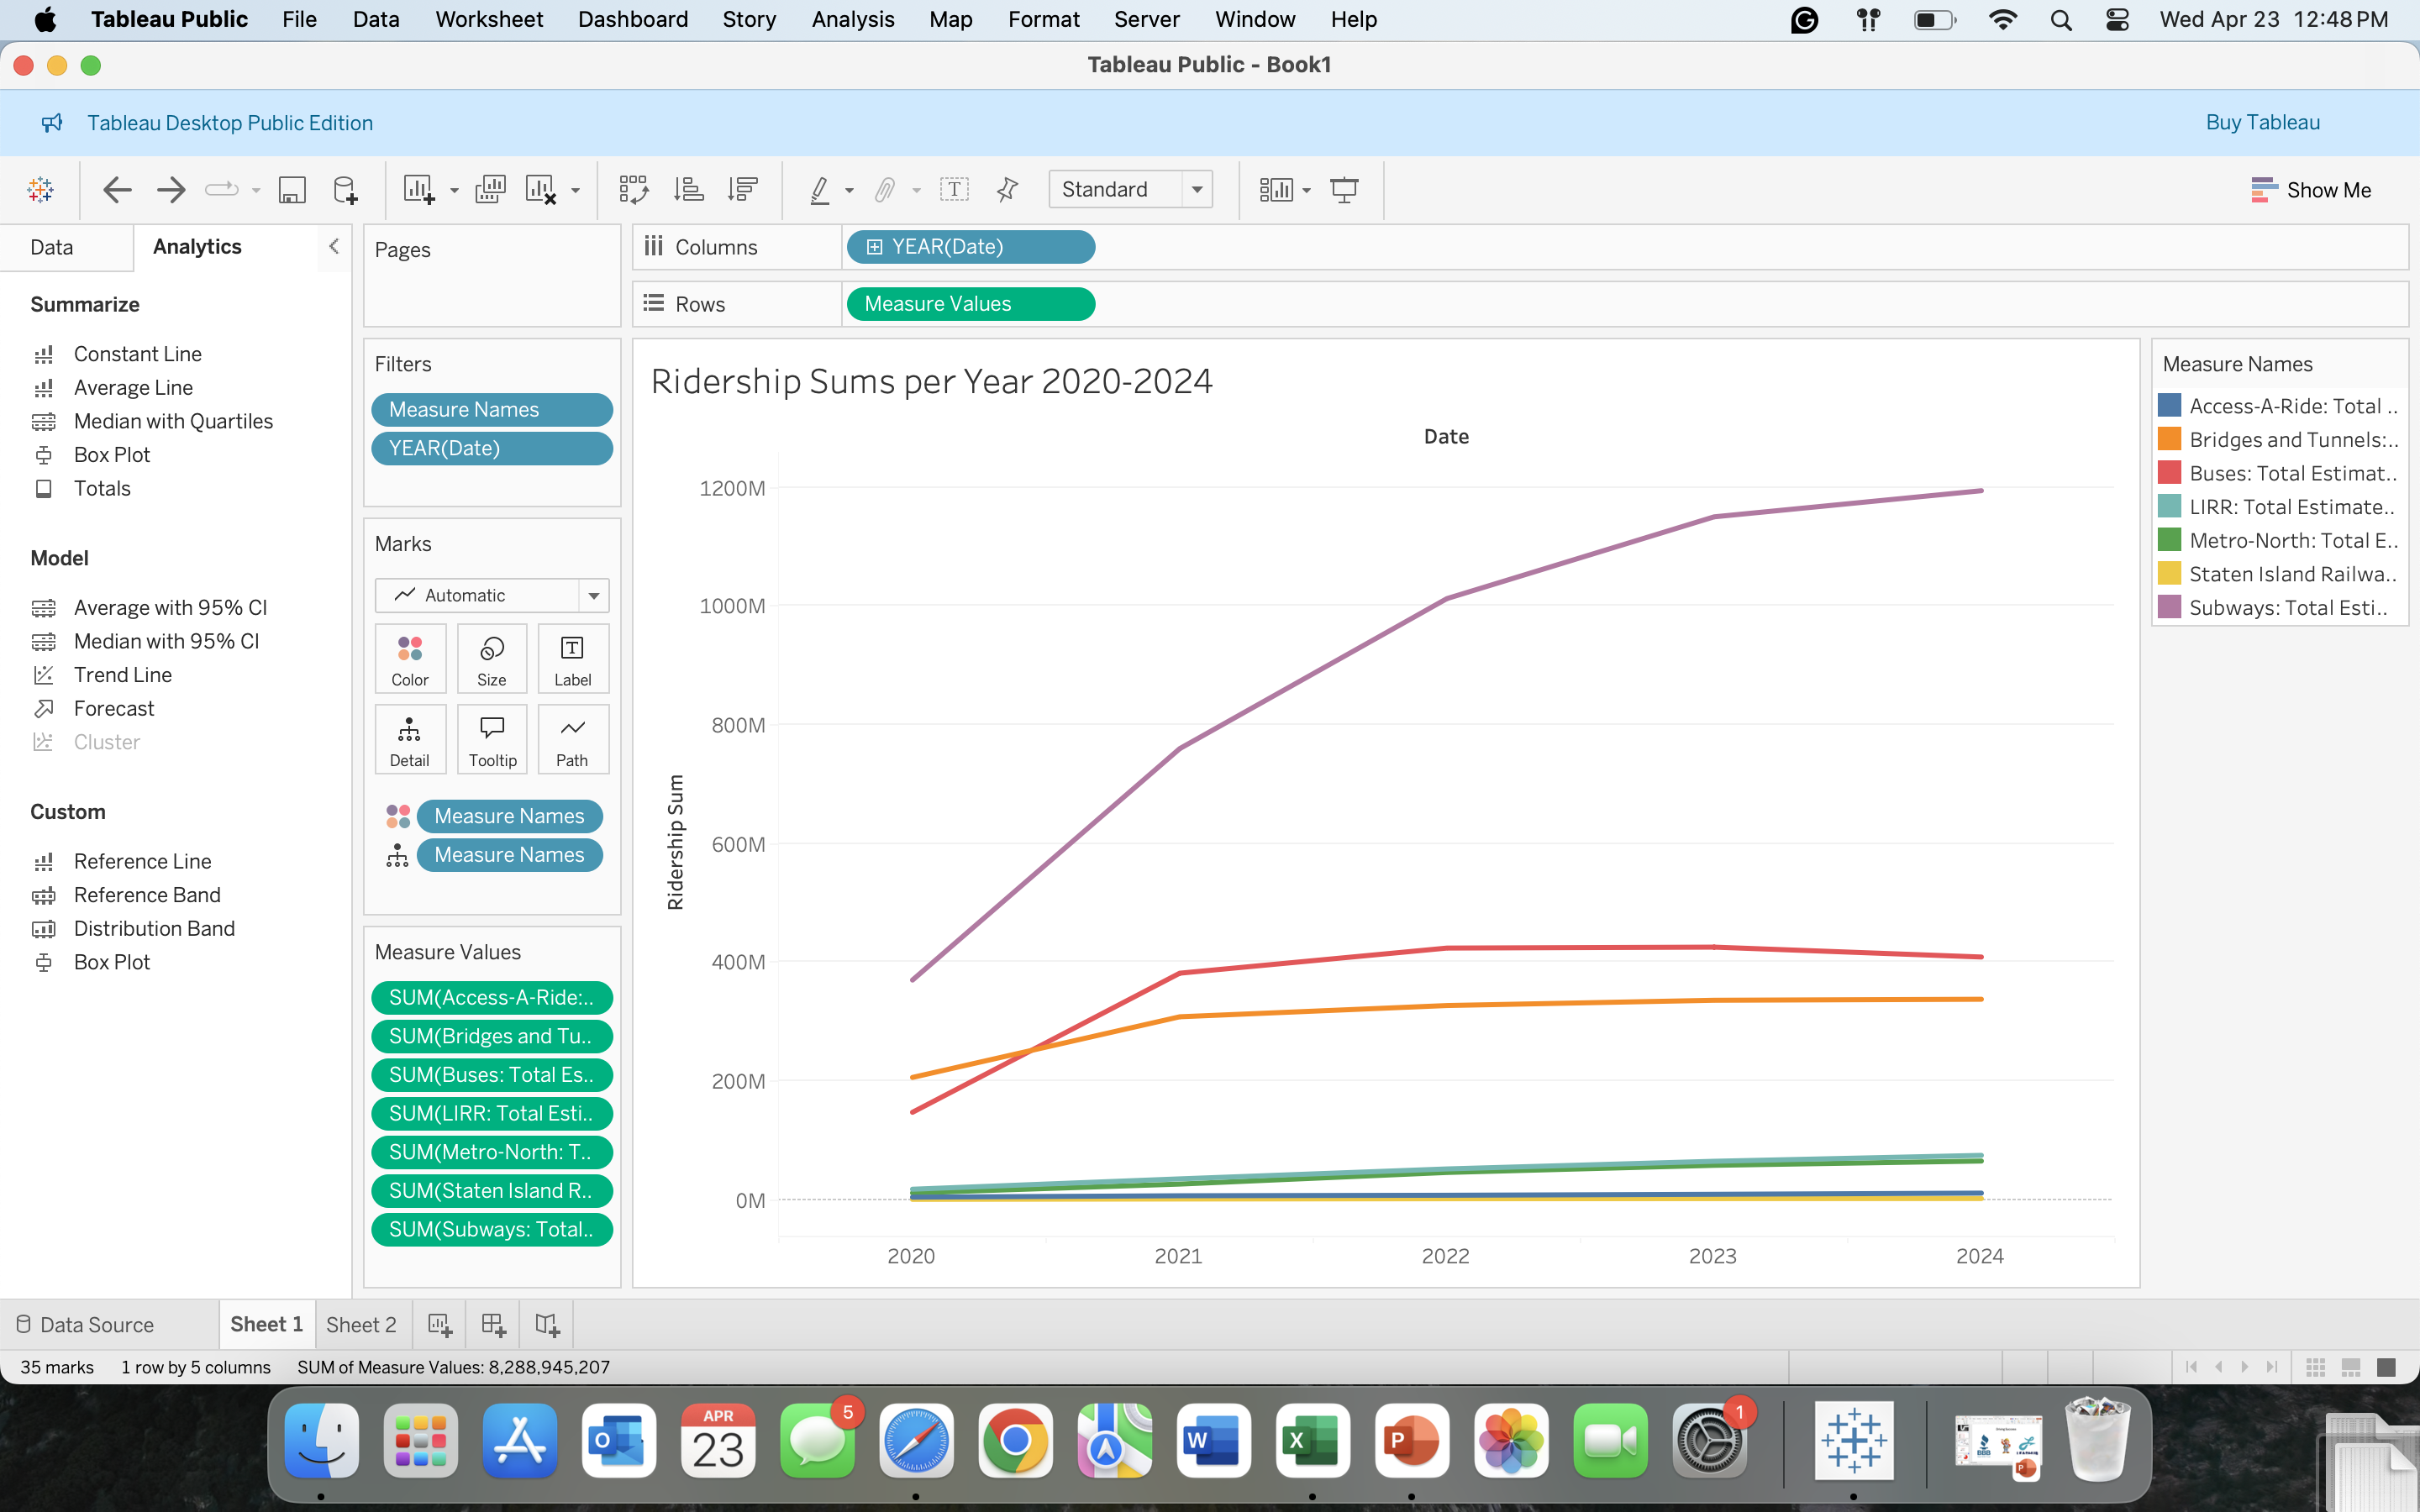 Tableau Public File Data Worksheet Dashboard Story Analysis Map Format Server Window Help Wed Apr 23 12:48 PM
Tableau Public - Book1
Tableau Desktop Public Edition Buy Tableau
Standard Show Me
Data Analytics
Summarize
Constant Line
Average Line
Median with Quartiles
Box Plot
Totals
Model
Average with 95% CI
Median with 95% CI
Trend Line
Forecast
Cluster
Custom
Reference Line
Reference Band
Distribution Band
Box Plot
Pages
Filters
Measure Names
YEAR(Date)
Marks
Automatic
Color Size Label
Detail Tooltip Path
Measure Names
Measure Names
Measure Values
SUM(Access-A-Ride:..
SUM(Bridges and Tu..
SUM(Buses: Total Es..
SUM(LIRR: Total Esti..
SUM(Metro-North: T..
SUM(Staten Island R..
SUM(Subways: Total..
Columns YEAR(Date)
Rows Measure Values
Ridership Sums per Year 2020-2024
Date
Ridership Sum
1200M
1000M
800M
600M
400M
200M
0M
2020 2021 2022 2023 2024
Measure Names
Access-A-Ride: Total ..
Bridges and Tunnels:..
Buses: Total Estimat..
LIRR: Total Estimate..
Metro-North: Total E..
Staten Island Railwa..
Subways: Total Esti..
Data Source Sheet 1 Sheet 2
35 marks 1 row by 5 columns SUM of Measure Values: 8,288,945,207
APR
23
5
1